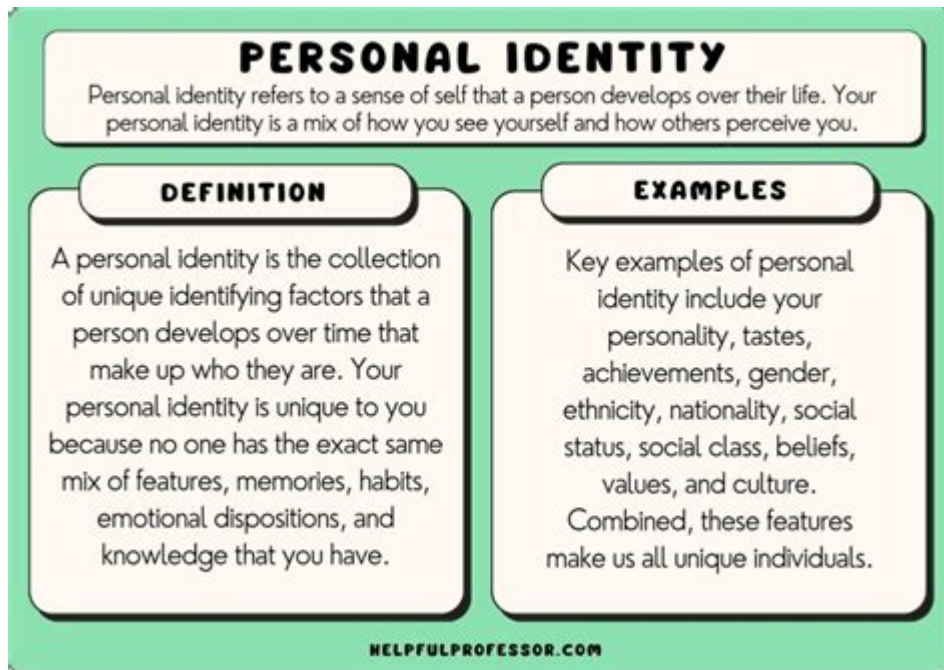 PERSONAL IDENTITY
Personal identity refers to a sense of self that a person develops over their life. Your
personal identity is a mix of how you see yourself and how others perceive you.
DEFINITION
A personal identity is the collection
of unique identifying factors that a
person develops over time that
make up who they are. Your
personal identity is unique to you
because no one has the exact same
mix of features, memories, habits,
emotional dispositions, and
knowledge that you have.
EXAMPLES
Key examples of personal
identity include your
personality, tastes,
achievements, gender,
ethnicity, nationality, social
status, social class, beliefs,
values, and culture.
Combined, these features
make us all unique individuals.
HELPFULPROFESSOR.COM